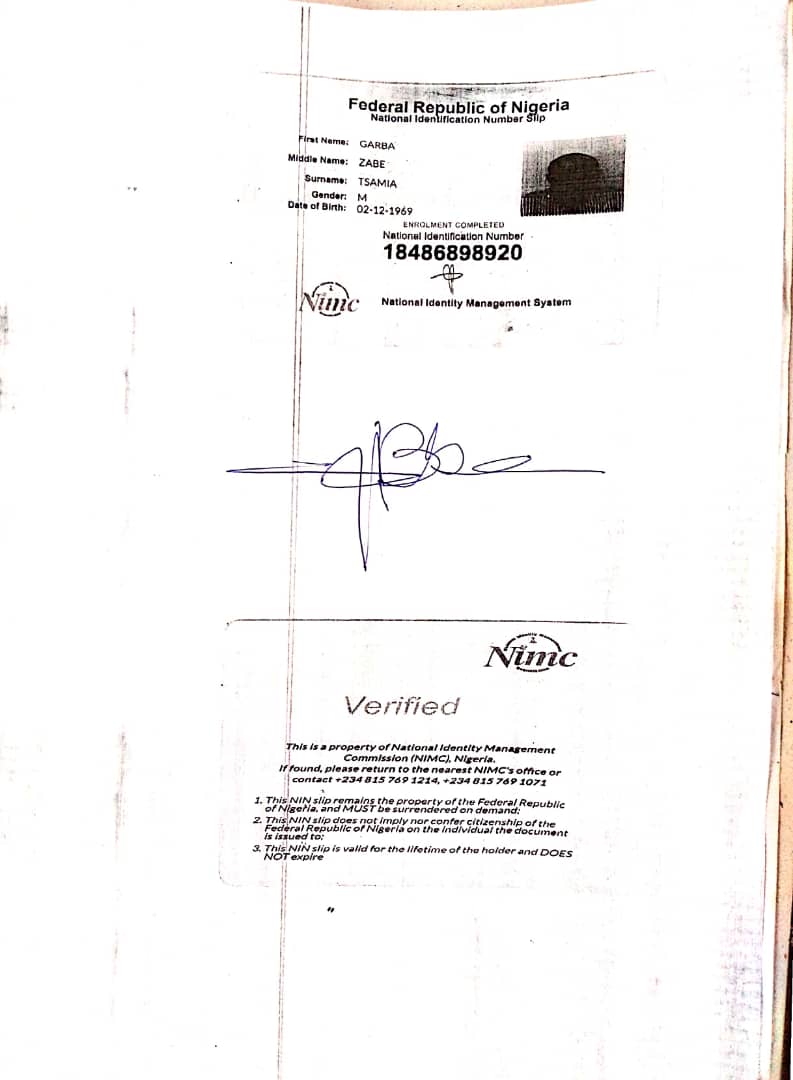 Federal Republic of Nigeria
National Identification Number Slip
First Name: GARBA
Middle Name: ZABE
Surname: TSAMIA
Gender: M
Date of Birth: 02-12-1969
ENROLMENT COMPLETED
National Identification Number
18486898920
Nimc
National Identity Management System
Nimc
Verified
This is a property of National Identity Management
Commission (NIMC), Nigeria.
If found, please return to the nearest NIMC's office or
contact +234 815 769 1214, +234 815 769 1071
1. This NIN slip remains the property of the Federal Republic
of Nigeria, and MUST be surrendered on demand;
2. This NIN slip does not imply nor confer citizenship of the
Federal Republic of Nigeria on the individual the document
is issued to;
3. This NIN slip is valid for the lifetime of the holder and DOES
NOT expire